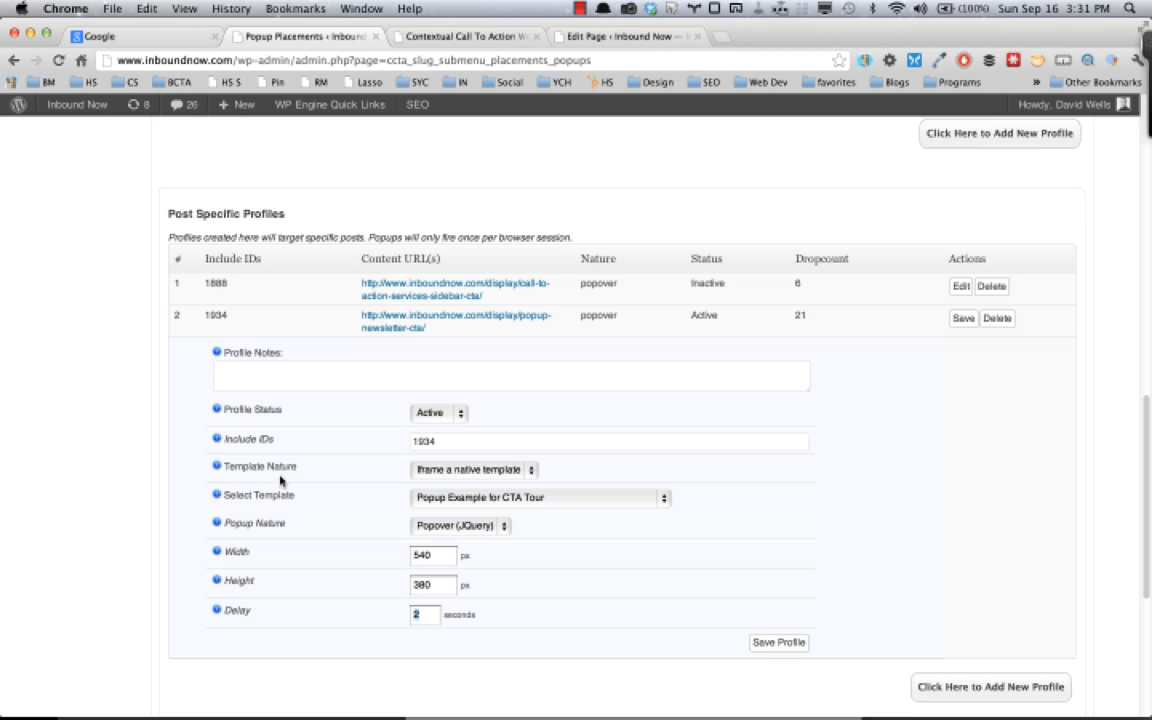 Chrome File Edit View History Bookmarks Window Help (100%) Sun Sep 16 3:31 PM
Google Popup Placements ‹ Inbound Contextual Call To Action W Edit Page ‹ Inbound Now —
www.inboundnow.com/wp-admin/admin.php?page=ccta_slug_submenu_placements_popups
BM HS CS BCTA HS S Pin RM Lasso SYC IN Social YCH HS Design SEO Web Dev favorites Blogs Programs » Other Bookmarks
Inbound Now 8 26 + New WP Engine Quick Links SEO Howdy, David Wells
Click Here to Add New Profile
Post Specific Profiles
Profiles created here will target specific posts. Popups will only fire once per browser session.
# Include IDs Content URL(s) Nature Status Dropcount Actions
1 1888 http://www.inboundnow.com/display/call-to- popover Inactive 6 Edit Delete
action-services-sidebar-cta/
2 1934 http://www.inboundnow.com/display/popup- popover Active 21 Save Delete
newsletter-cta/
Profile Notes:
Profile Status Active
Include IDs 1934
Template Nature Iframe a native template
Select Template Popup Example for CTA Tour
Popup Nature Popover (JQuery)
Width 540 px
Height 380 px
Delay 2 seconds
Save Profile
Click Here to Add New Profile